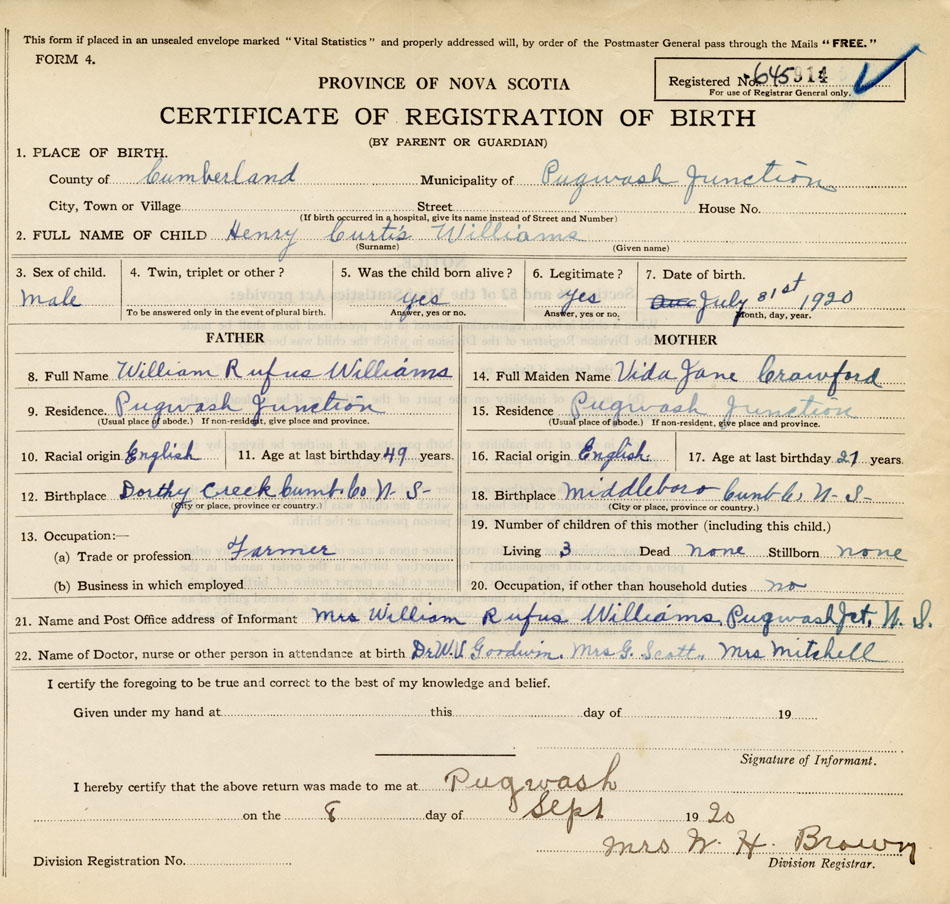 This form if placed in an unsealed envelope marked "Vital Statistics" and properly addressed will, by order of the Postmaster General pass through the Mails "FREE."
FORM 4.
Registered No. 645 914
For use of Registrar General only.
PROVINCE OF NOVA SCOTIA
CERTIFICATE OF REGISTRATION OF BIRTH
(BY PARENT OR GUARDIAN)
1. PLACE OF BIRTH.
County of Cumberland Municipality of Pugwash Junction
City, Town or Village Street House No.
(If birth occurred in a hospital, give its name instead of Street and Number)
2. FULL NAME OF CHILD Henry Curtis Williams
(Surname) (Given name)
3. Sex of child. 4. Twin, triplet or other? 5. Was the child born alive? 6. Legitimate? 7. Date of birth.
Male yes yes July 31st 1920
To be answered only in the event of plural birth. Answer, yes or no. Answer, yes or no. Month, day, year.
FATHER
8. Full Name William Rufus Williams
9. Residence. Pugwash Junction
(Usual place of abode.) If non-resident, give place and province.
10. Racial origin English 11. Age at last birthday 49 years.
12. Birthplace Dorthy Creek Cumb. Co. N-S-
(City or place, province or country.)
13. Occupation:—
(a) Trade or profession Farmer
(b) Business in which employed
MOTHER
14. Full Maiden Name Vida Jane Crawford
15. Residence Pugwash Junction
(Usual place of abode.) If non-resident, give place and province.
16. Racial origin English 17. Age at last birthday 27 years.
18. Birthplace Middleboro Cumb Co, N-S-
(City or place, province or country.)
19. Number of children of this mother (including this child.)
Living 3 Dead none Stillborn none
20. Occupation, if other than household duties no
21. Name and Post Office address of Informant Mrs William Rufus Williams, Pugwash Jct, N. S.
22. Name of Doctor, nurse or other person in attendance at birth Dr W.V. Goodwin. Mrs G. Scott, Mrs Mitchell
I certify the foregoing to be true and correct to the best of my knowledge and belief.
Given under my hand at this day of 19
Signature of Informant.
I hereby certify that the above return was made to me at Pugwash
on the 8 day of Sept 1920
Mrs W. H. Brown
Division Registration No. Division Registrar.